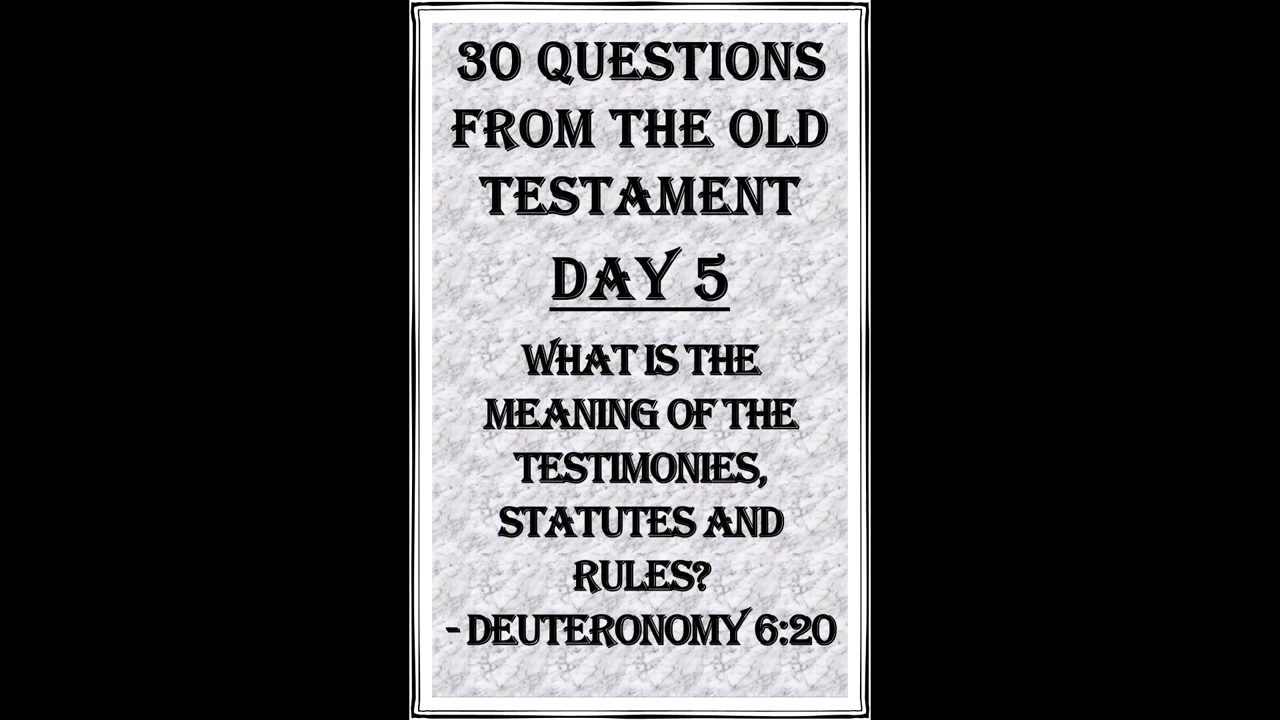 30 QUESTIONS
FROM THE OLD
TESTAMENT
DAY 5
WHAT IS THE
MEANING OF THE
TESTIMONIES,
STATUTES AND
RULES?
- DEUTERONOMY 6:20